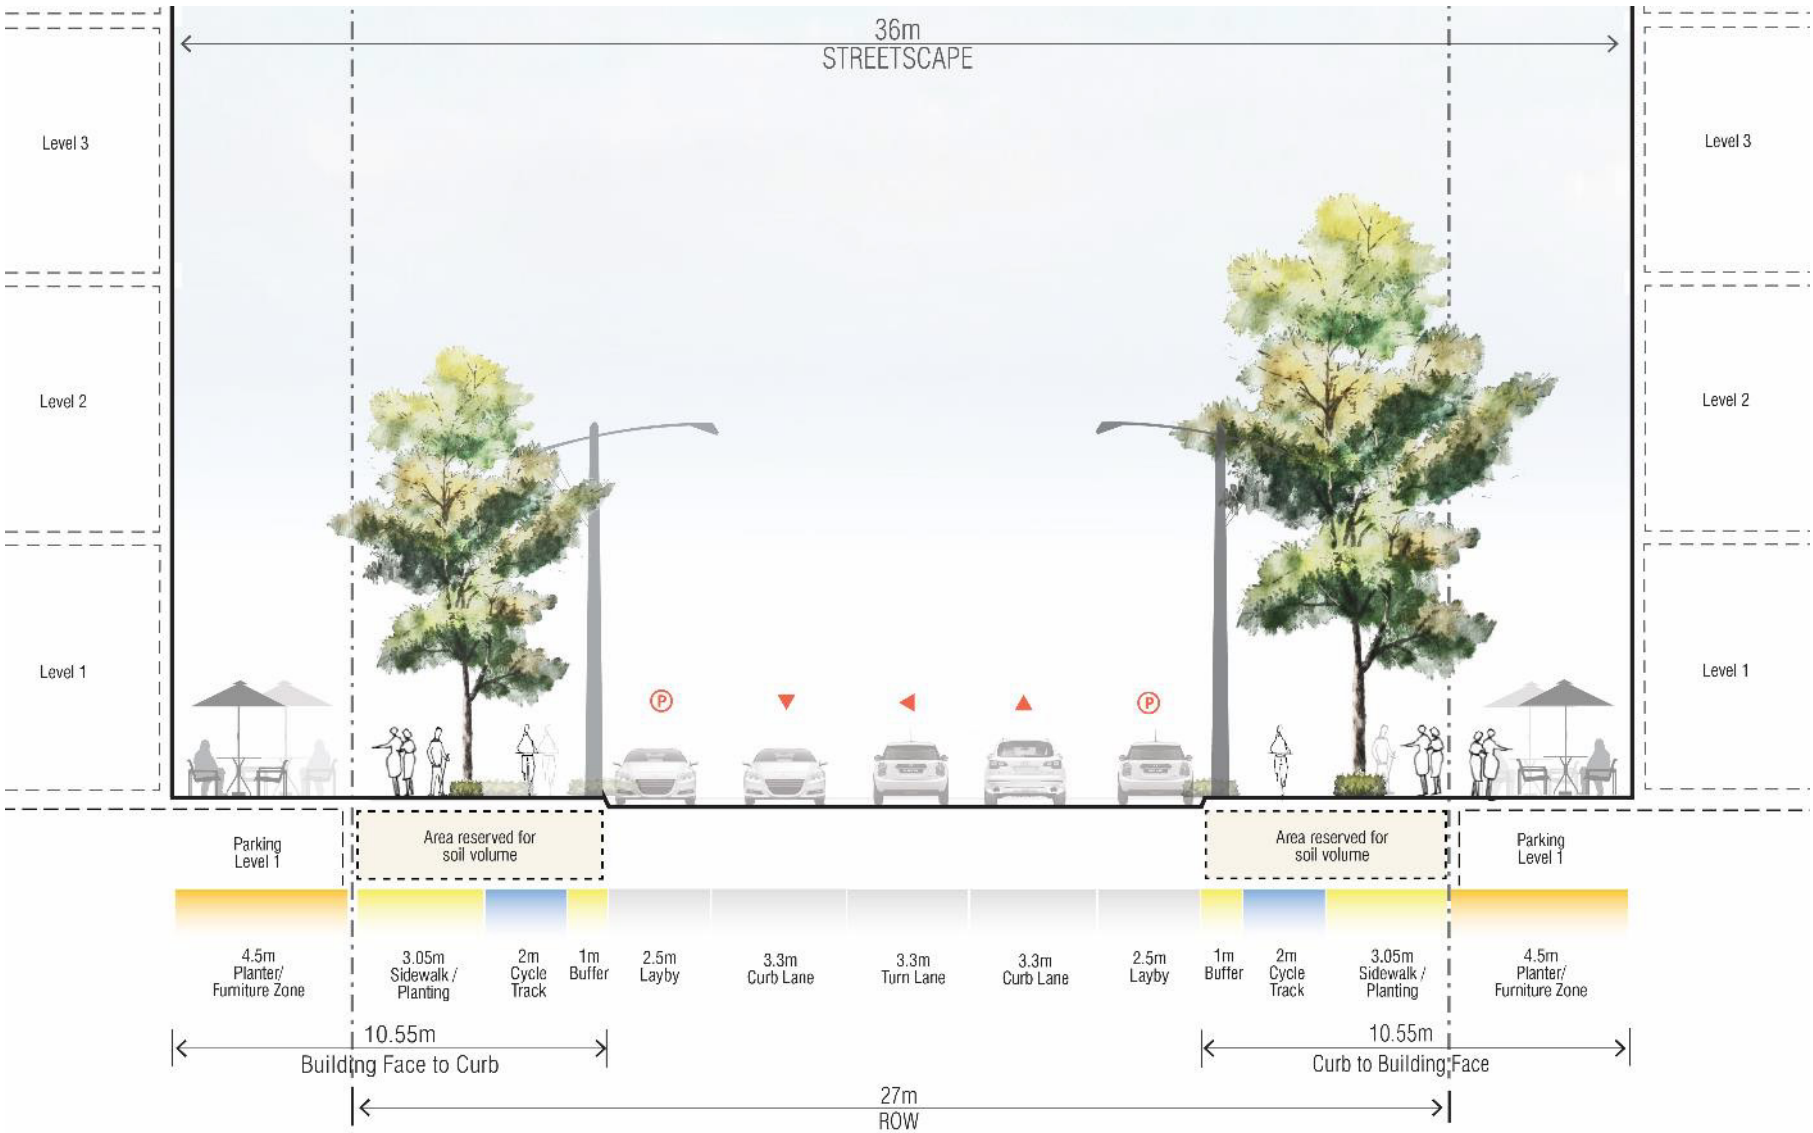 36m
STREETSCAPE
Level 3
Level 3
Level 2
Level 2
Level 1
Level 1
P
P
Parking
Level 1
Area reserved for
soil volume
Area reserved for
soil volume
Parking
Level 1
4.5m
Planter/
Furniture Zone
3.05m
Sidewalk /
Planting
2m
Cycle
Track
1m
Buffer
2.5m
Layby
3.3m
Curb Lane
3.3m
Turn Lane
3.3m
Curb Lane
2.5m
Layby
1m
Buffer
2m
Cycle
Track
3.05m
Sidewalk /
Planting
4.5m
Planter/
Furniture Zone
10.55m
Building Face to Curb
10.55m
Curb to Building Face
27m
ROW